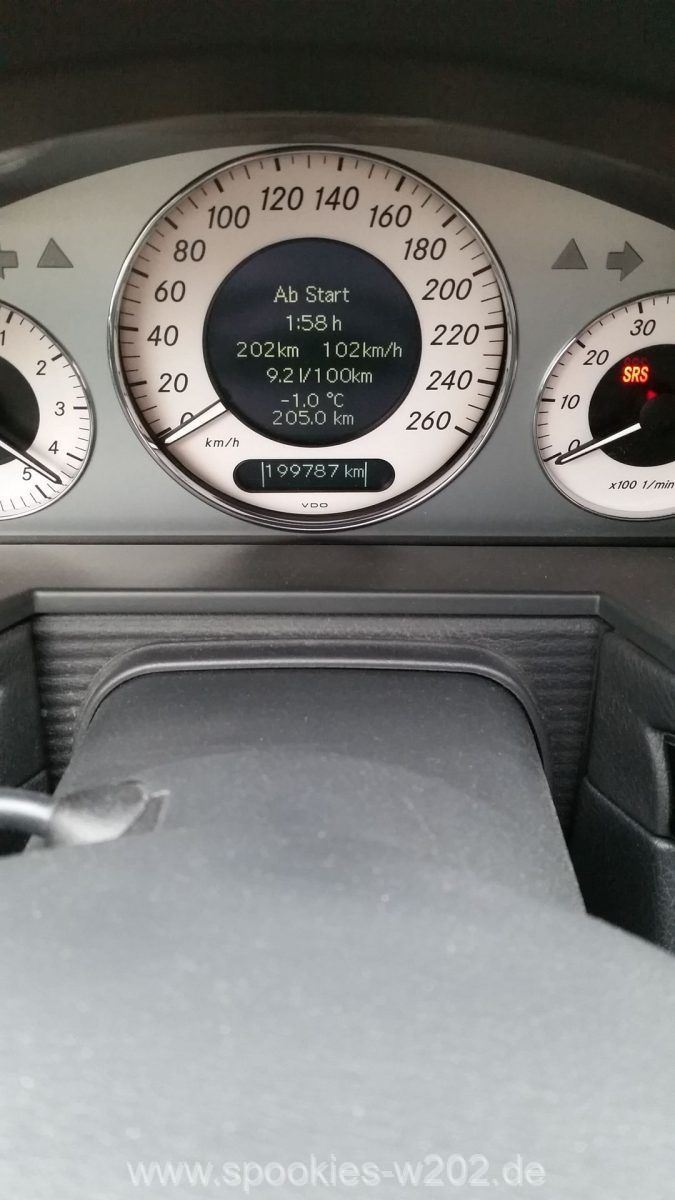 120 140
100 160
80 180
60 200
40 220
20 240
0 260
km/h
Ab Start
1:58 h
202km 102km/h
9.2l/100km
-1.0 °C
205.0 km
199787 km
VDO
1
2
3
4
5
30
20
10
0
SRS
x100 1/min
www.spookies-w202.de